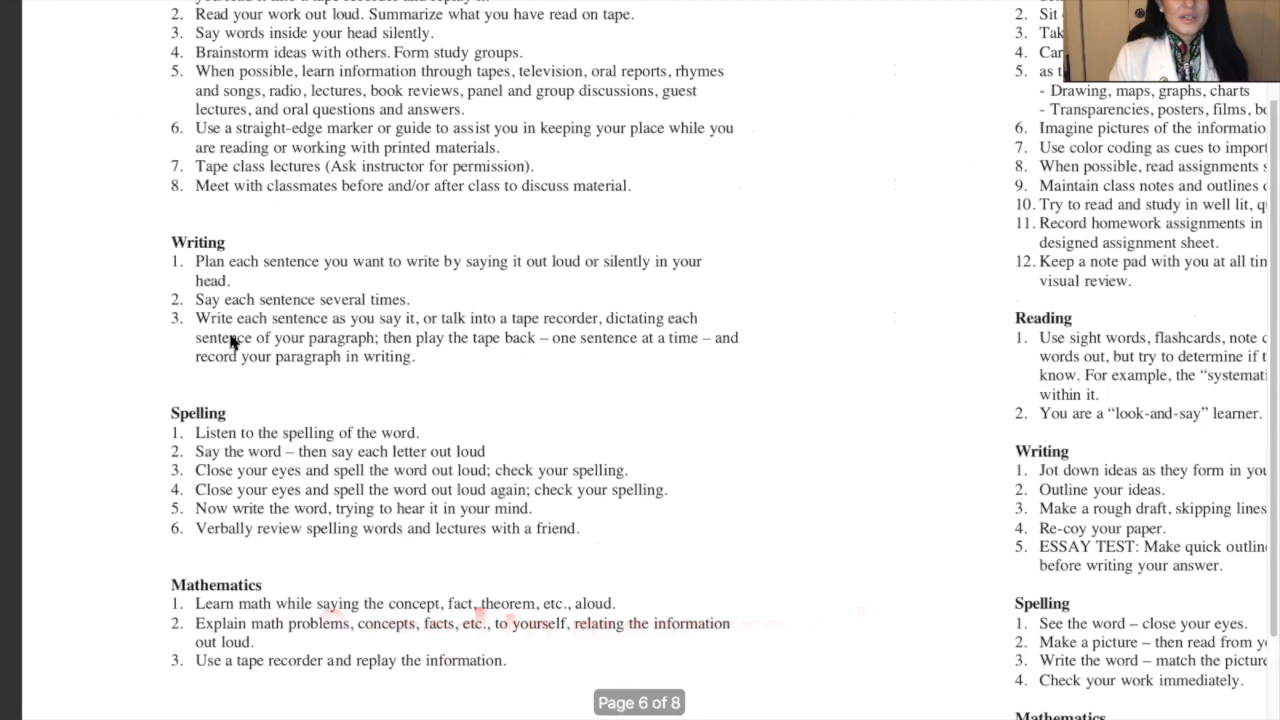 2. Read your work out loud. Summarize what you have read on tape.
3. Say words inside your head silently.
4. Brainstorm ideas with others. Form study groups.
5. When possible, learn information through tapes, television, oral reports, rhymes
and songs, radio, lectures, book reviews, panel and group discussions, guest
lectures, and oral questions and answers.
6. Use a straight-edge marker or guide to assist you in keeping your place while you
are reading or working with printed materials.
7. Tape class lectures (Ask instructor for permission).
8. Meet with classmates before and/or after class to discuss material.
Writing
1. Plan each sentence you want to write by saying it out loud or silently in your
head.
2. Say each sentence several times.
3. Write each sentence as you say it, or talk into a tape recorder, dictating each
sentence of your paragraph; then play the tape back – one sentence at a time – and
record your paragraph in writing.
Spelling
1. Listen to the spelling of the word.
2. Say the word – then say each letter out loud
3. Close your eyes and spell the word out loud; check your spelling.
4. Close your eyes and spell the word out loud again; check your spelling.
5. Now write the word, trying to hear it in your mind.
6. Verbally review spelling words and lectures with a friend.
Mathematics
1. Learn math while saying the concept, fact, theorem, etc., aloud.
2. Explain math problems, concepts, facts, etc., to yourself, relating the information
out loud.
3. Use a tape recorder and replay the information.
2. Sit
3.
4.
5. as
- Drawing, maps, graphs, charts
- Transparencies, posters, films,
6. Imagine pictures of the
7. Use color coding as cues to
8. When possible, read assignments
9. Maintain class notes and outlines
10. Try to read and study in well lit,
11. Record homework assignments in
designed assignment sheet.
12. Keep a note pad with you at all
visual review.
Reading
1. Use sight words, flashcards, note
words out, but try to determine if
know. For example, the
within it.
2. You are a “look-and-say” learner.
Writing
1. Jot down ideas as they form in
2. Outline your ideas.
3. Make a rough draft, skipping lines
4. Re-coy your paper.
5. ESSAY TEST: Make quick
before writing your answer.
Spelling
1. See the word – close your eyes.
2. Make a picture – then read from
3. Write the word – match the picture
4. Check your work immediately.
Mathematics
Page 6 of 8